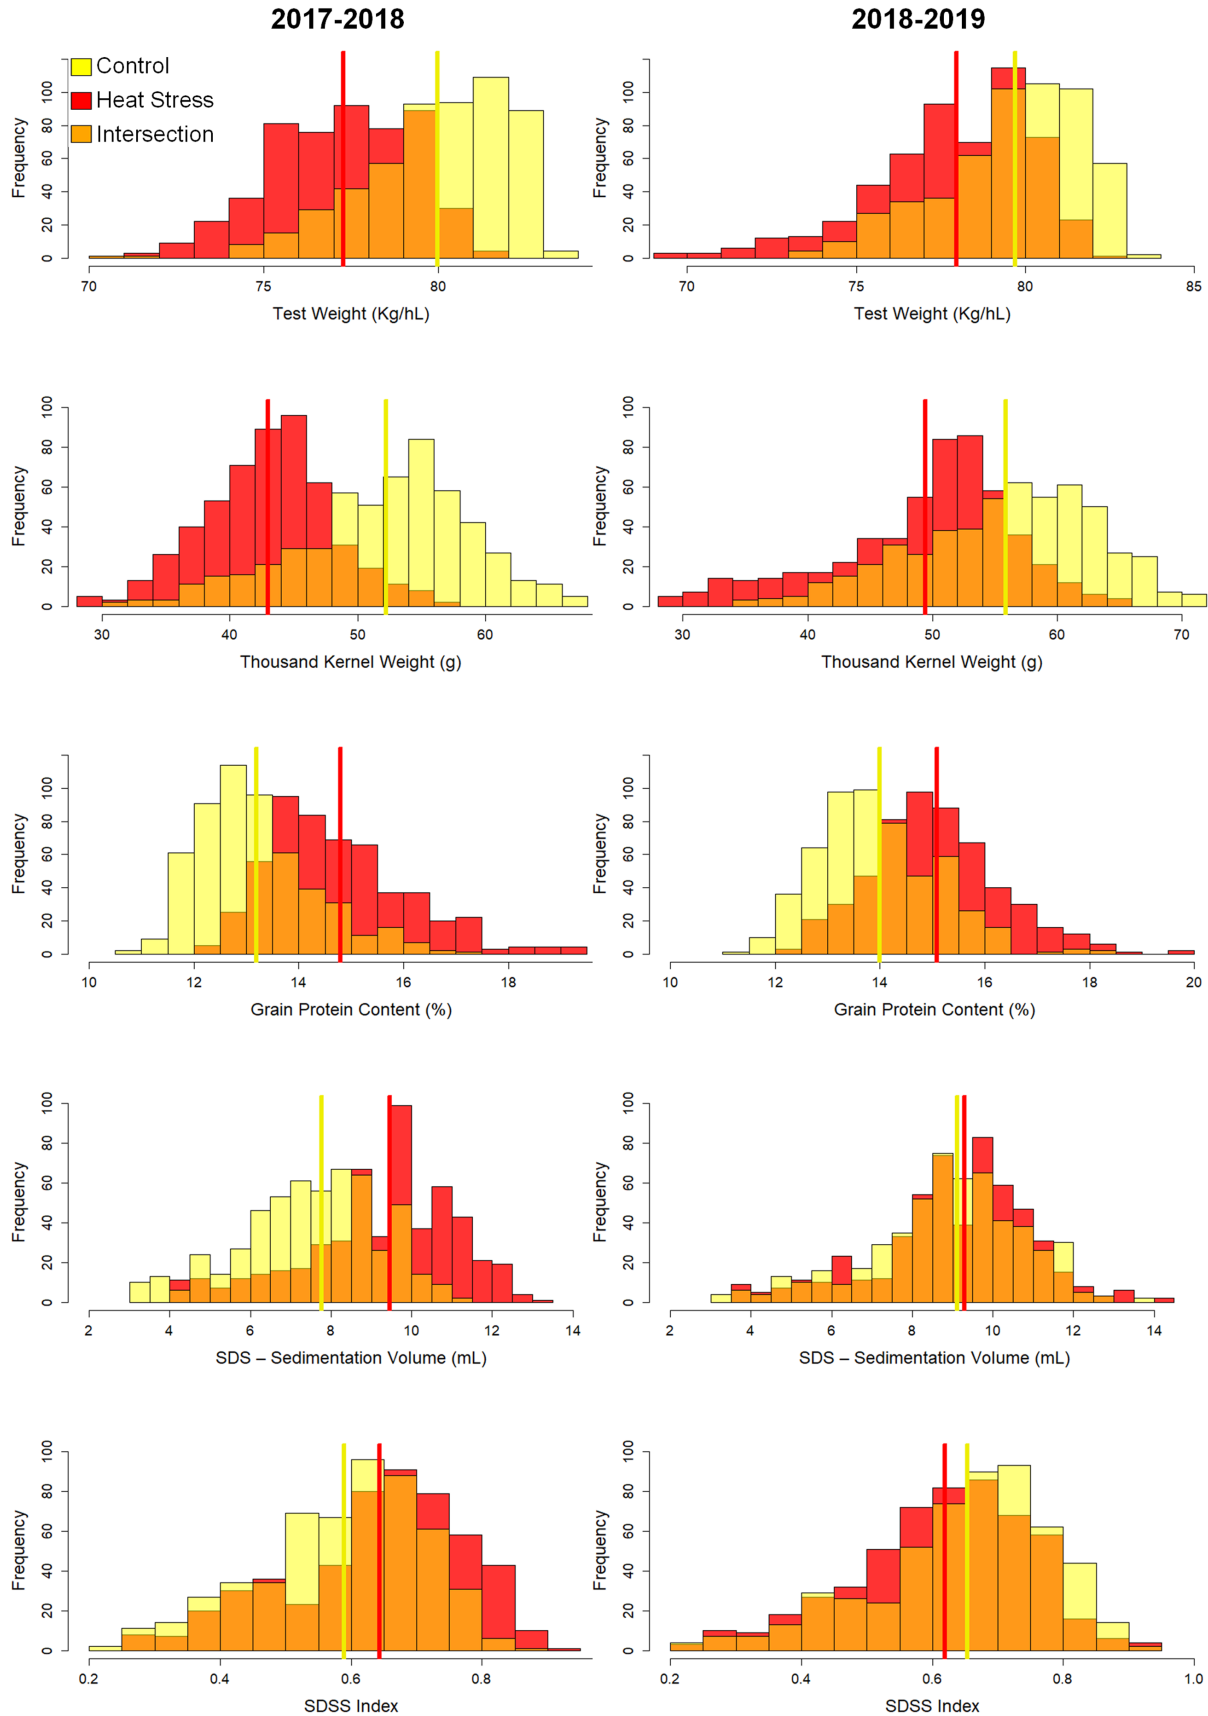 2017-2018 2018-2019
Control
Heat Stress
Intersection
Frequency
0 20 40 60 80 100
70 75 80
Test Weight (Kg/hL)
Frequency
0 20 40 60 80 100
70 75 80 85
Test Weight (Kg/hL)
Frequency
0 20 40 60 80 100
30 40 50 60
Thousand Kernel Weight (g)
Frequency
0 20 40 60 80 100
30 40 50 60 70
Thousand Kernel Weight (g)
Frequency
0 20 40 60 80 100
10 12 14 16 18
Grain Protein Content (%)
Frequency
0 20 40 60 80 100
10 12 14 16 18 20
Grain Protein Content (%)
Frequency
0 20 40 60 80 100
2 4 6 8 10 12 14
SDS – Sedimentation Volume (mL)
Frequency
0 20 40 60 80 100
2 4 6 8 10 12 14
SDS – Sedimentation Volume (mL)
Frequency
0 20 40 60 80 100
0.2 0.4 0.6 0.8
SDSS Index
Frequency
0 20 40 60 80 100
0.2 0.4 0.6 0.8 1.0
SDSS Index